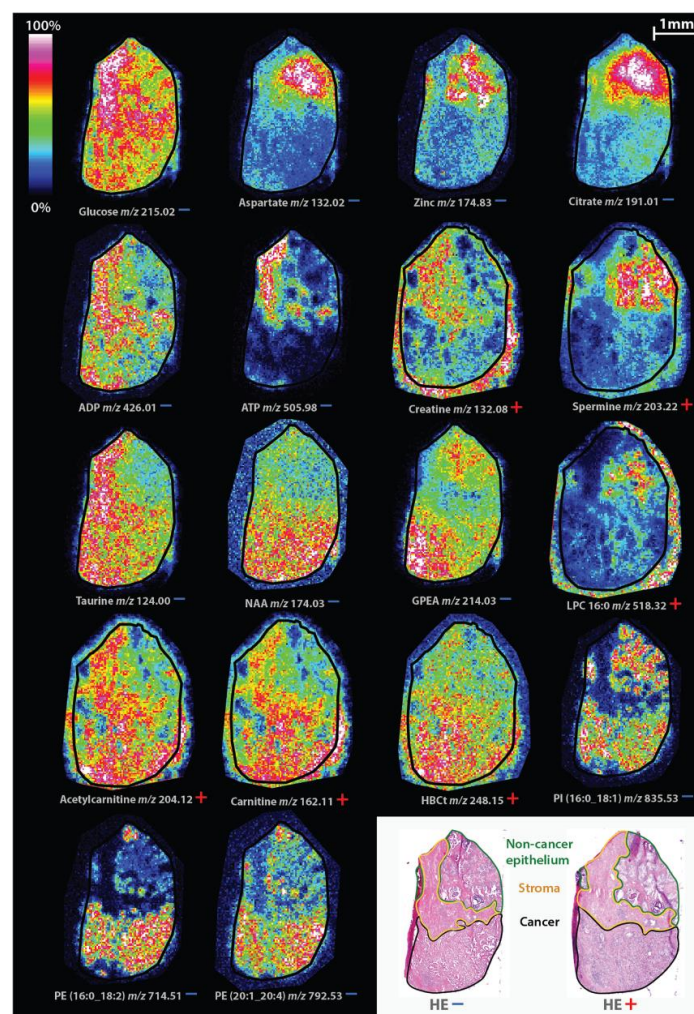 100%
1mm
0%
Glucose m/z 215.02 −
Aspartate m/z 132.02 −
Zinc m/z 174.83 −
Citrate m/z 191.01 −
ADP m/z 426.01 −
ATP m/z 505.98 −
Creatine m/z 132.08 +
Spermine m/z 203.22 +
Taurine m/z 124.00 −
NAA m/z 174.03 −
GPEA m/z 214.03 −
LPC 16:0 m/z 518.32 +
Acetylcarnitine m/z 204.12 +
Carnitine m/z 162.11 +
HBCt m/z 248.15 +
PI (16:0_18:1) m/z 835.53 −
PE (16:0_18:2) m/z 714.51 −
PE (20:1_20:4) m/z 792.53 −
Non-cancer
epithelium
Stroma
Cancer
HE −
HE +